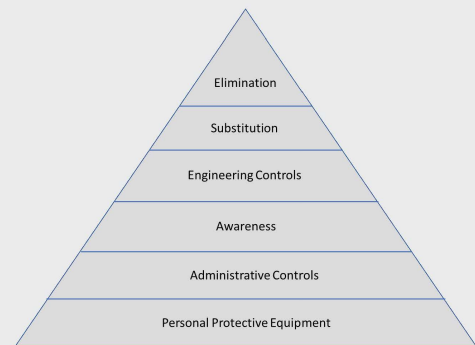 Elimination
Substitution
Engineering Controls
Awareness
Administrative Controls
Personal Protective Equipment